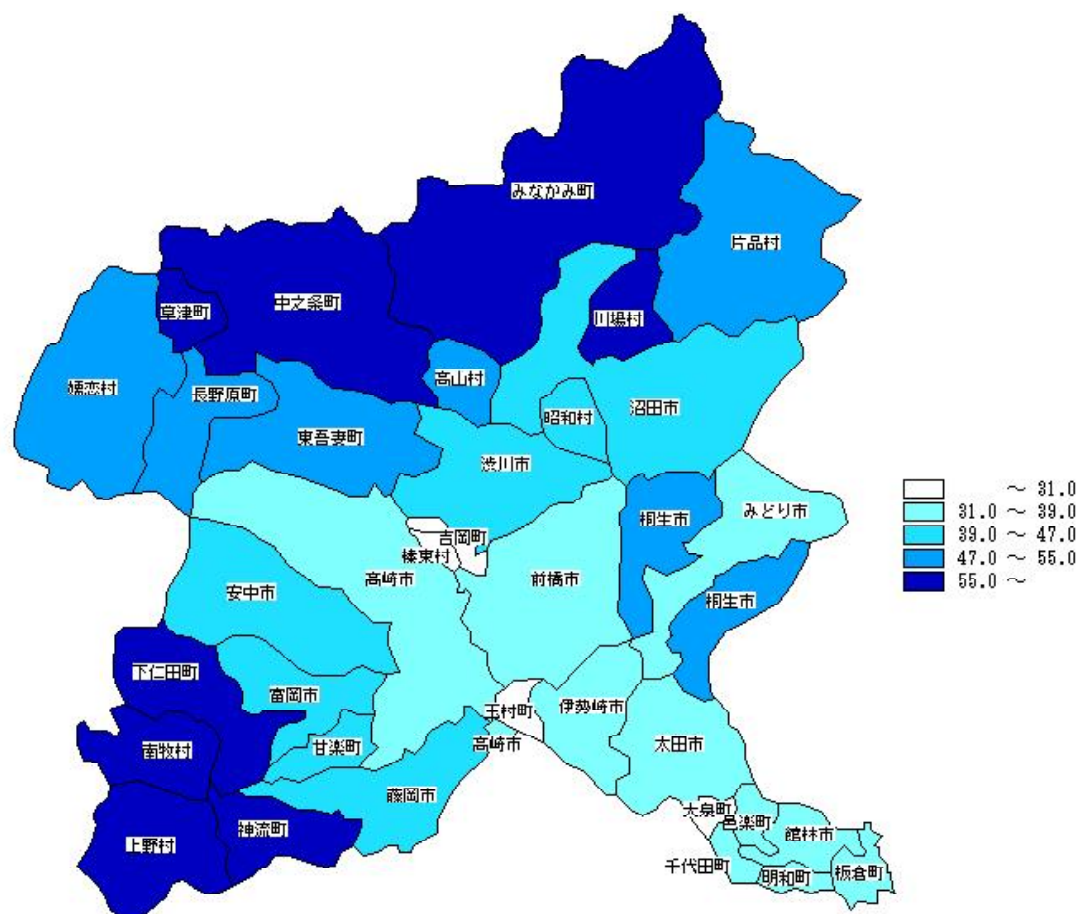 みなかみ町
片品村
草津町
中之条町
川場村
嬬恋村
長野原町
高山村
昭和村
沼田市
東吾妻町
渋川市
～ 31.0
31.0 ～ 39.0
39.0 ～ 47.0
47.0 ～ 55.0
55.0 ～
桐生市
みどり市
吉岡町
榛東村
高崎市
前橋市
安中市
桐生市
下仁田町
富岡市
玉村町
伊勢崎市
南牧村
甘楽町
高崎市
太田市
藤岡市
大泉町
邑楽町
館林市
上野村
神流町
千代田町
明和町
板倉町